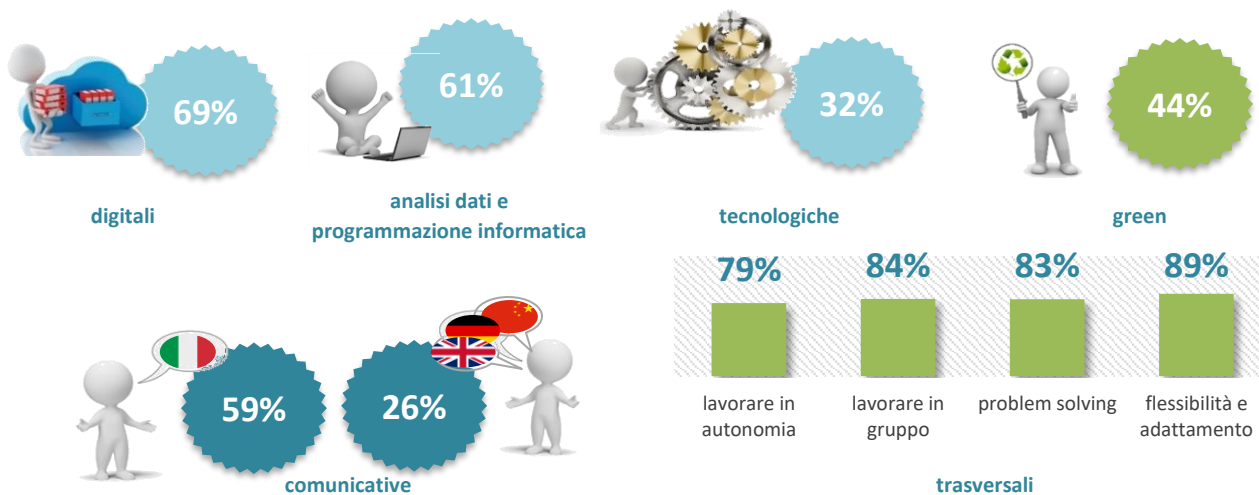 69%
61%
32%
44%
digitali
analisi dati e
programmazione informatica
tecnologiche
green
79%
84%
83%
89%
lavorare in
autonomia
lavorare in
gruppo
problem solving
flessibilità e
adattamento
59%
26%
comunicative
trasversali